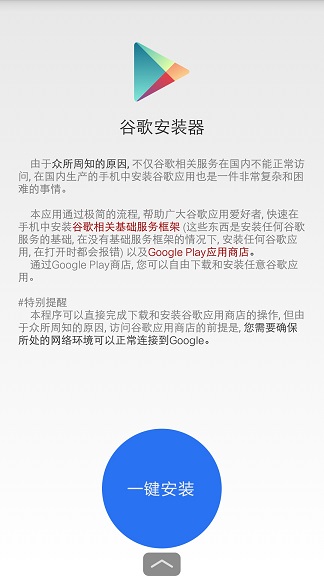 谷歌安装器
由于众所周知的原因, 不仅谷歌相关服务在国内不能正常访
问, 在国内生产的手机中安装谷歌应用也是一件非常复杂和困
难的事情。
本应用通过极简的流程, 帮助广大谷歌应用爱好者, 快速在
手机中安装谷歌相关基础服务框架 (这些东西是安装任何谷歌
服务的基础, 在没有基础服务框架的情况下, 安装任何谷歌应
用, 在打开时都会报错) 以及Google Play应用商店。
通过Google Play商店, 您可以自由下载和安装任意谷歌应
用。
#特别提醒
本程序可以直接完成下载和安装谷歌应用商店的操作, 但由
于众所周知的原因, 访问谷歌应用商店的前提是, 您需要确保
所处的网络环境可以正常连接到Google。
一键安装